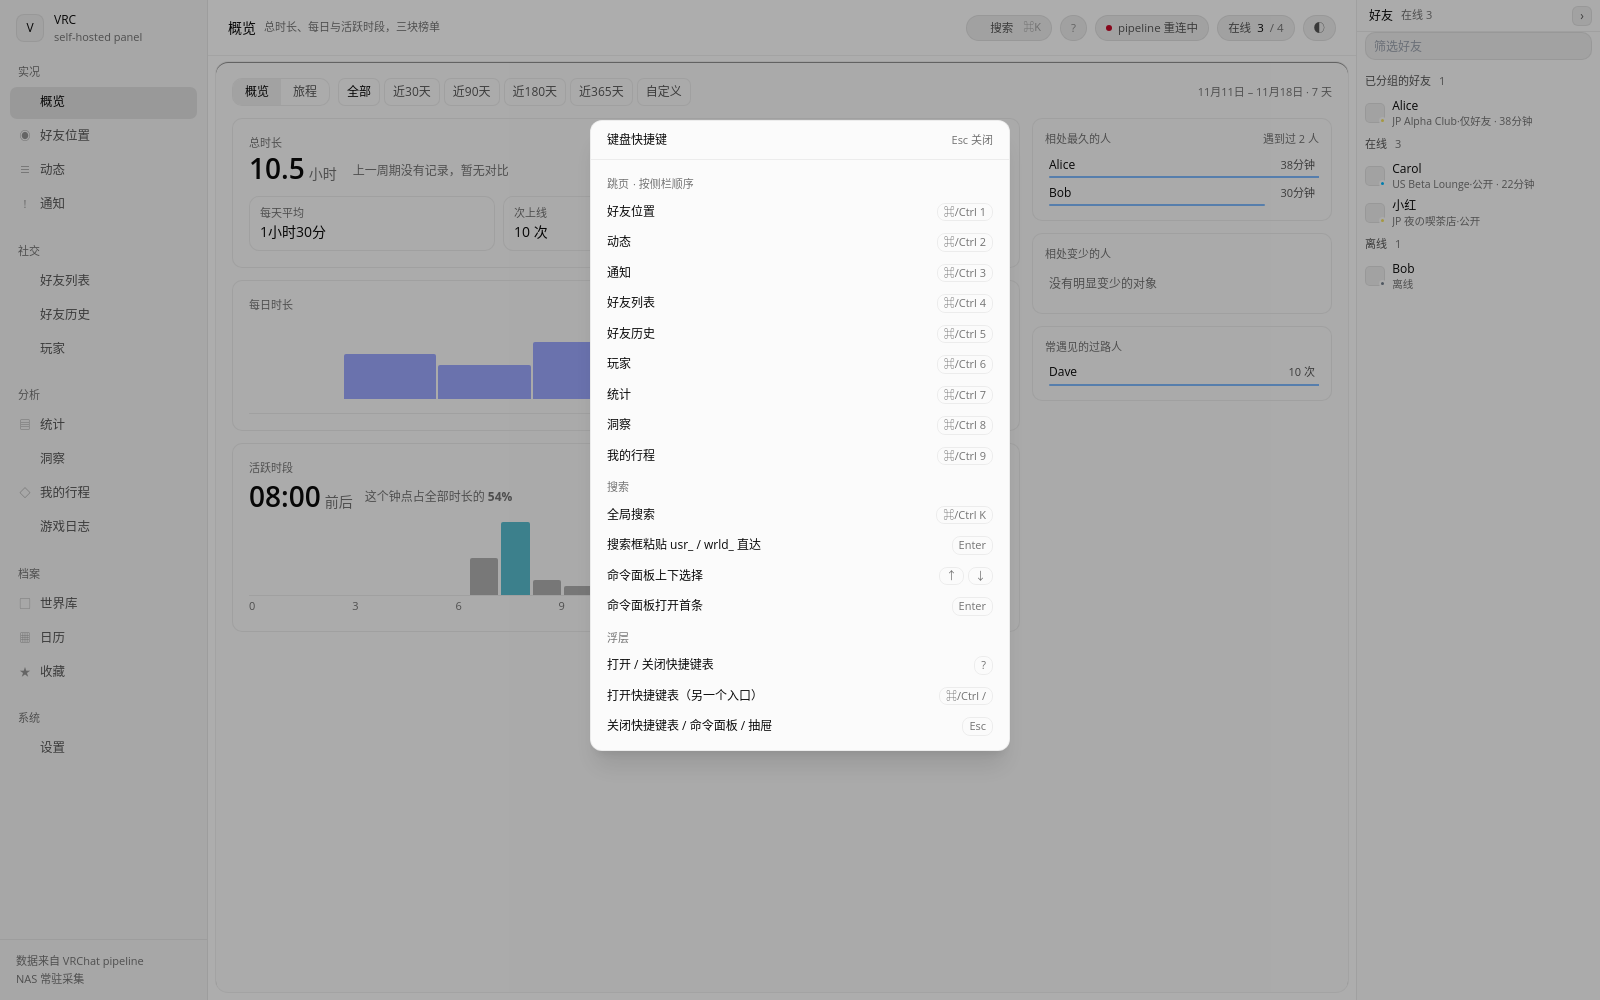 V
VRC
self-hosted panel
实况
概览
好友位置
动态
通知
社交
好友列表
好友历史
玩家
分析
统计
洞察
我的行程
游戏日志
档案
世界库
日历
收藏
系统
设置
数据来自 VRChat pipeline
NAS 常驻采集
概览 总时长、每日与活跃时段，三块榜单
搜索 ⌘K
?
pipeline 重连中
在线 3 / 4
概览 旅程 全部 近30天 近90天 近180天 近365天 自定义
11月11日 – 11月18日 · 7 天
总时长
10.5 小时 上一周期没有记录，暂无对比
每天平均
1小时30分
次上线
10 次
每日时长
活跃时段
08:00 前后 这个钟点占全部时长的 54%
0 3 6 9
键盘快捷键 Esc 关闭
跳页 · 按侧栏顺序
好友位置 ⌘/Ctrl 1
动态 ⌘/Ctrl 2
通知 ⌘/Ctrl 3
好友列表 ⌘/Ctrl 4
好友历史 ⌘/Ctrl 5
玩家 ⌘/Ctrl 6
统计 ⌘/Ctrl 7
洞察 ⌘/Ctrl 8
我的行程 ⌘/Ctrl 9
搜索
全局搜索 ⌘/Ctrl K
搜索框粘贴 usr_ / wrld_ 直达 Enter
命令面板上下选择 ↑ ↓
命令面板打开首条 Enter
浮层
打开 / 关闭快捷键表 ?
打开快捷键表（另一个入口） ⌘/Ctrl /
关闭快捷键表 / 命令面板 / 抽屉 Esc
相处最久的人 遇到过 2 人
Alice 38分钟
Bob 30分钟
相处变少的人
没有明显变少的对象
常遇见的过路人
Dave 10 次
好友 在线 3
筛选好友
已分组的好友 1
Alice
JP Alpha Club·仅好友 · 38分钟
在线 3
Carol
US Beta Lounge·公开 · 22分钟
小红
JP 夜の喫茶店·公开
离线 1
Bob
离线